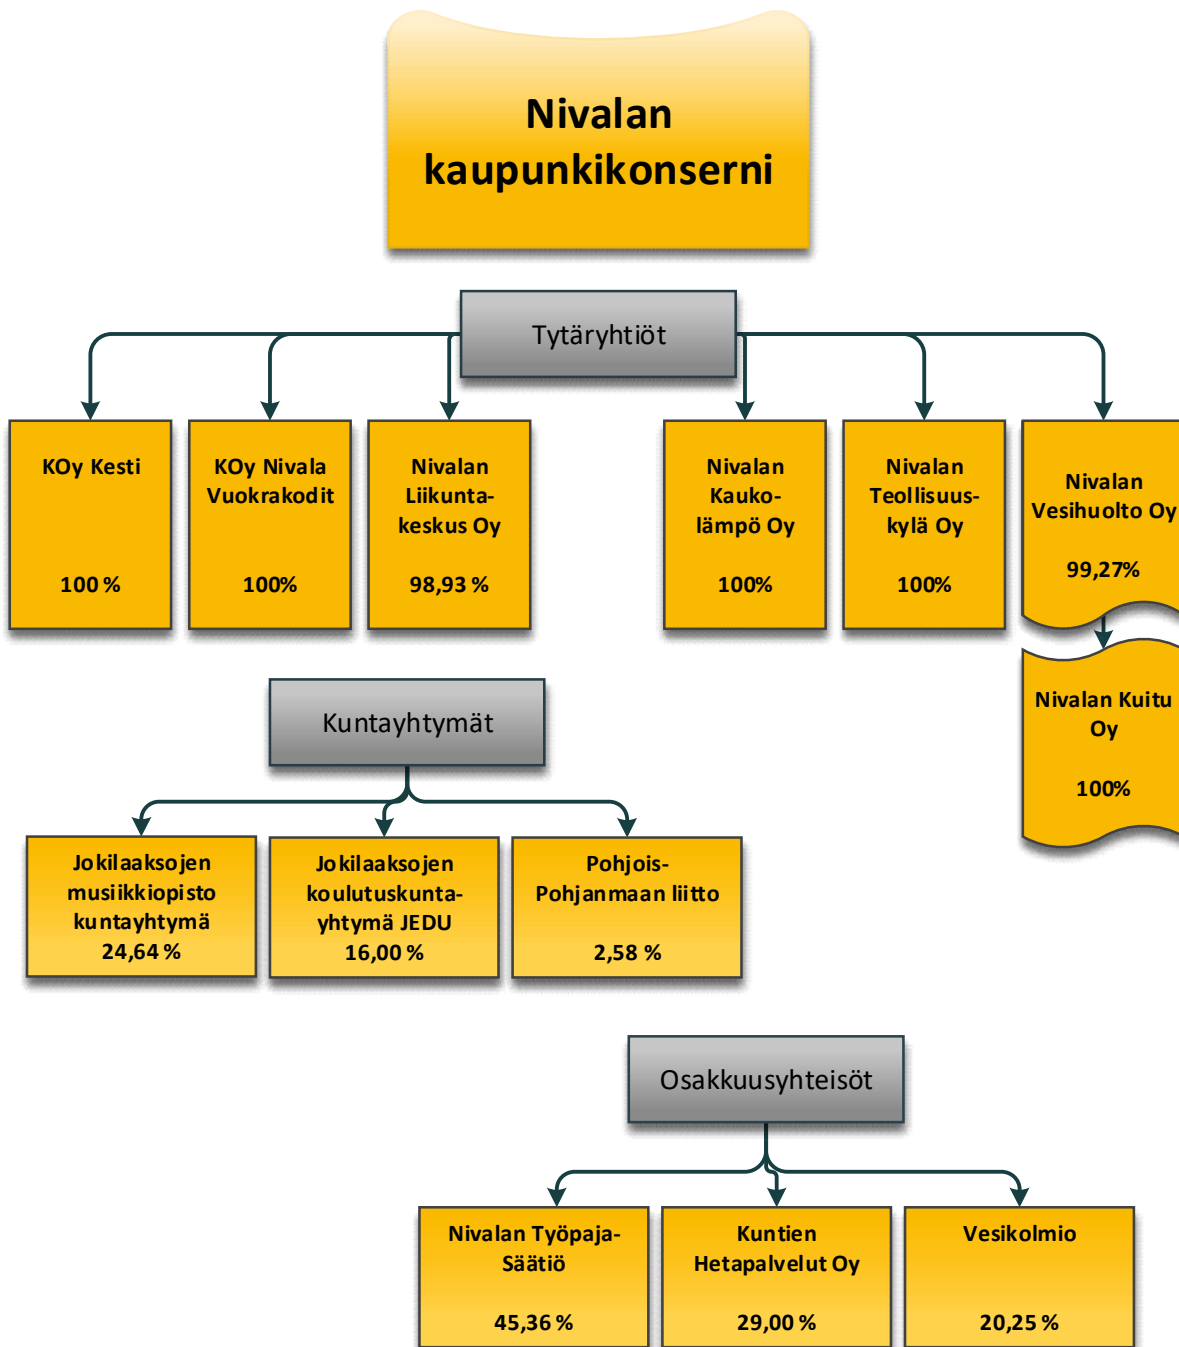 Nivalan
kaupunkikonserni
Tytäryhtiöt
KOy Kesti
100 %
KOy Nivala
Vuokrakodit
100%
Nivalan
Liikunta-
keskus Oy
98,93 %
Nivalan
Kauko-
lämpö Oy
100%
Nivalan
Teollisuus-
kylä Oy
100%
Nivalan
Vesihuolto Oy
99,27%
Nivalan Kuitu
Oy
100%
Kuntayhtymät
Jokilaaksojen
musiikkiopisto
kuntayhtymä
24,64 %
Jokilaaksojen
koulutuskunta-
yhtymä JEDU
16,00 %
Pohjois-
Pohjanmaan liitto
2,58 %
Osakkuusyhteisöt
Nivalan Työpaja-
Säätiö
45,36 %
Kuntien
Hetapalvelut Oy
29,00 %
Vesikolmio
20,25 %